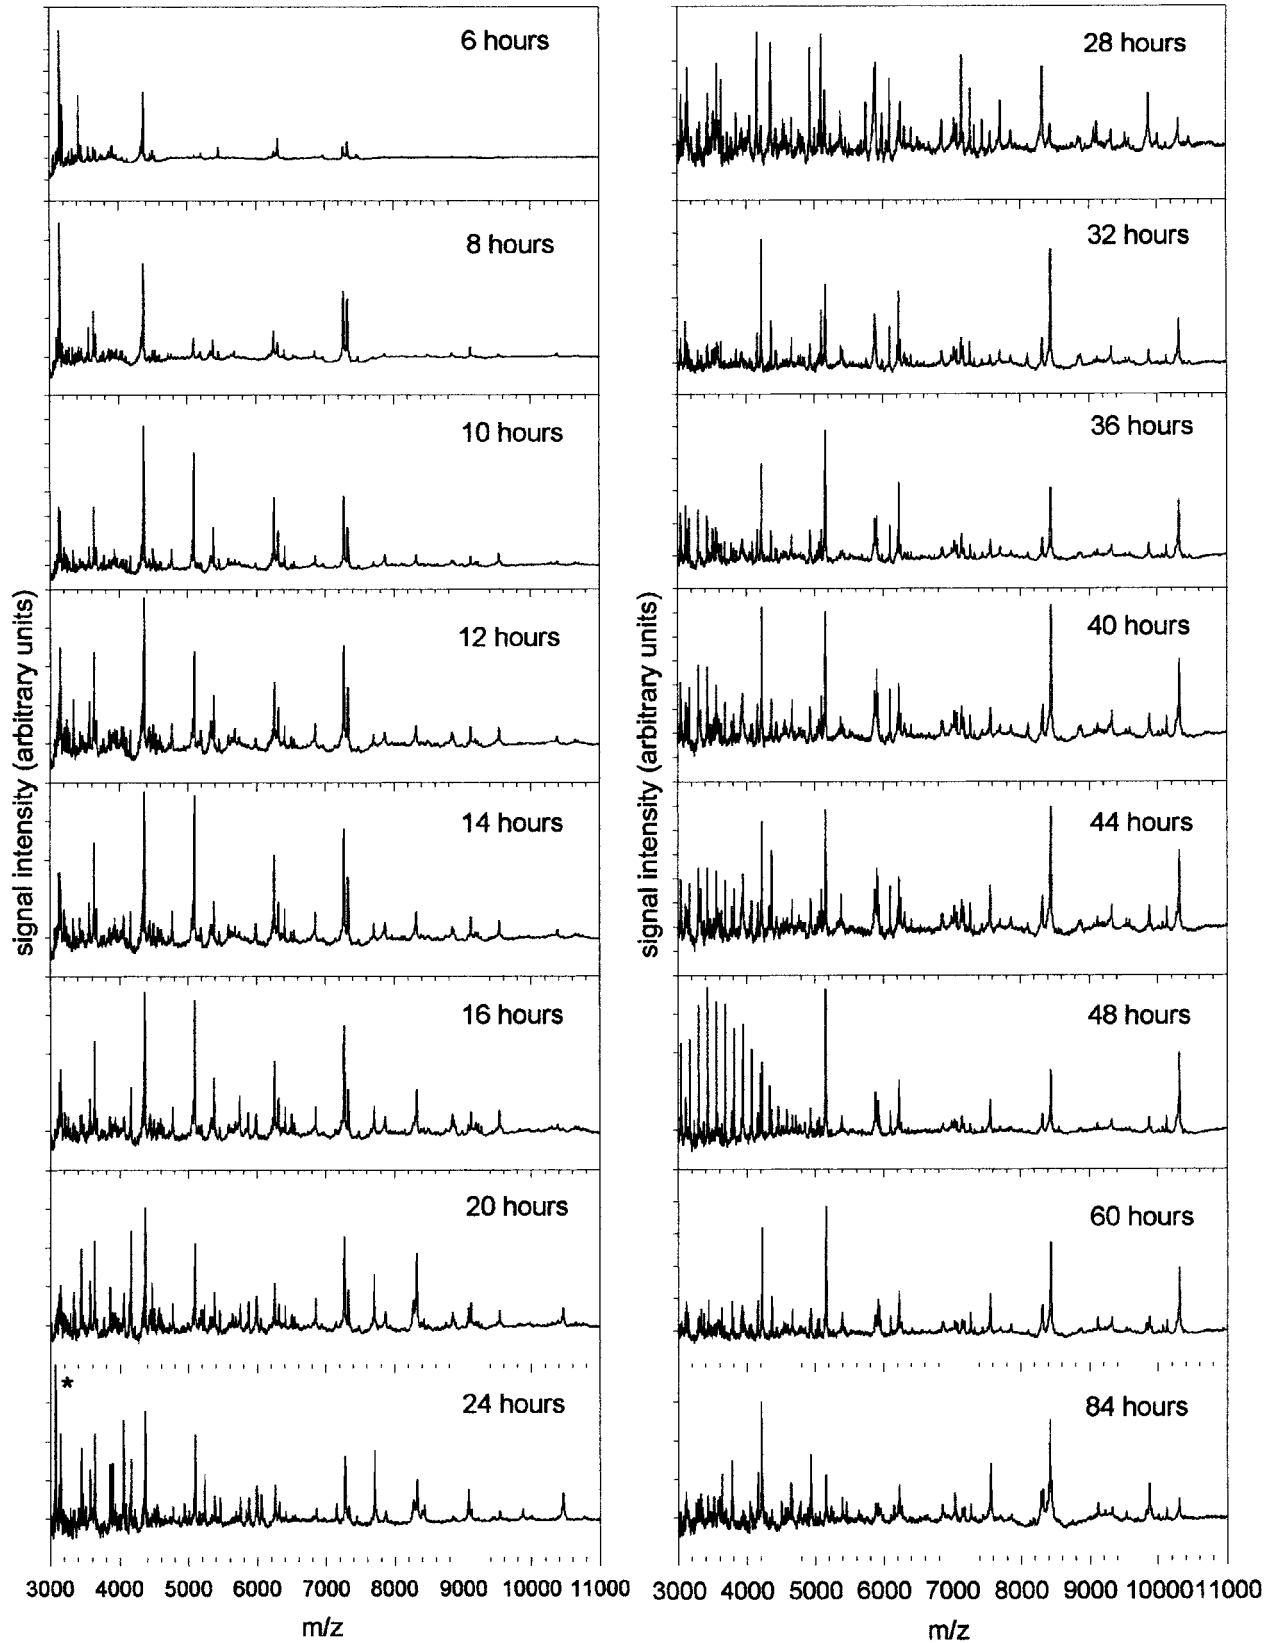 6 hours
8 hours
10 hours
12 hours
14 hours
16 hours
20 hours
*
24 hours
signal intensity (arbitrary units)
3000 4000 5000 6000 7000 8000 9000 10000 11000
m/z
28 hours
32 hours
36 hours
40 hours
44 hours
48 hours
60 hours
84 hours
signal intensity (arbitrary units)
3000 4000 5000 6000 7000 8000 9000 10000 11000
m/z